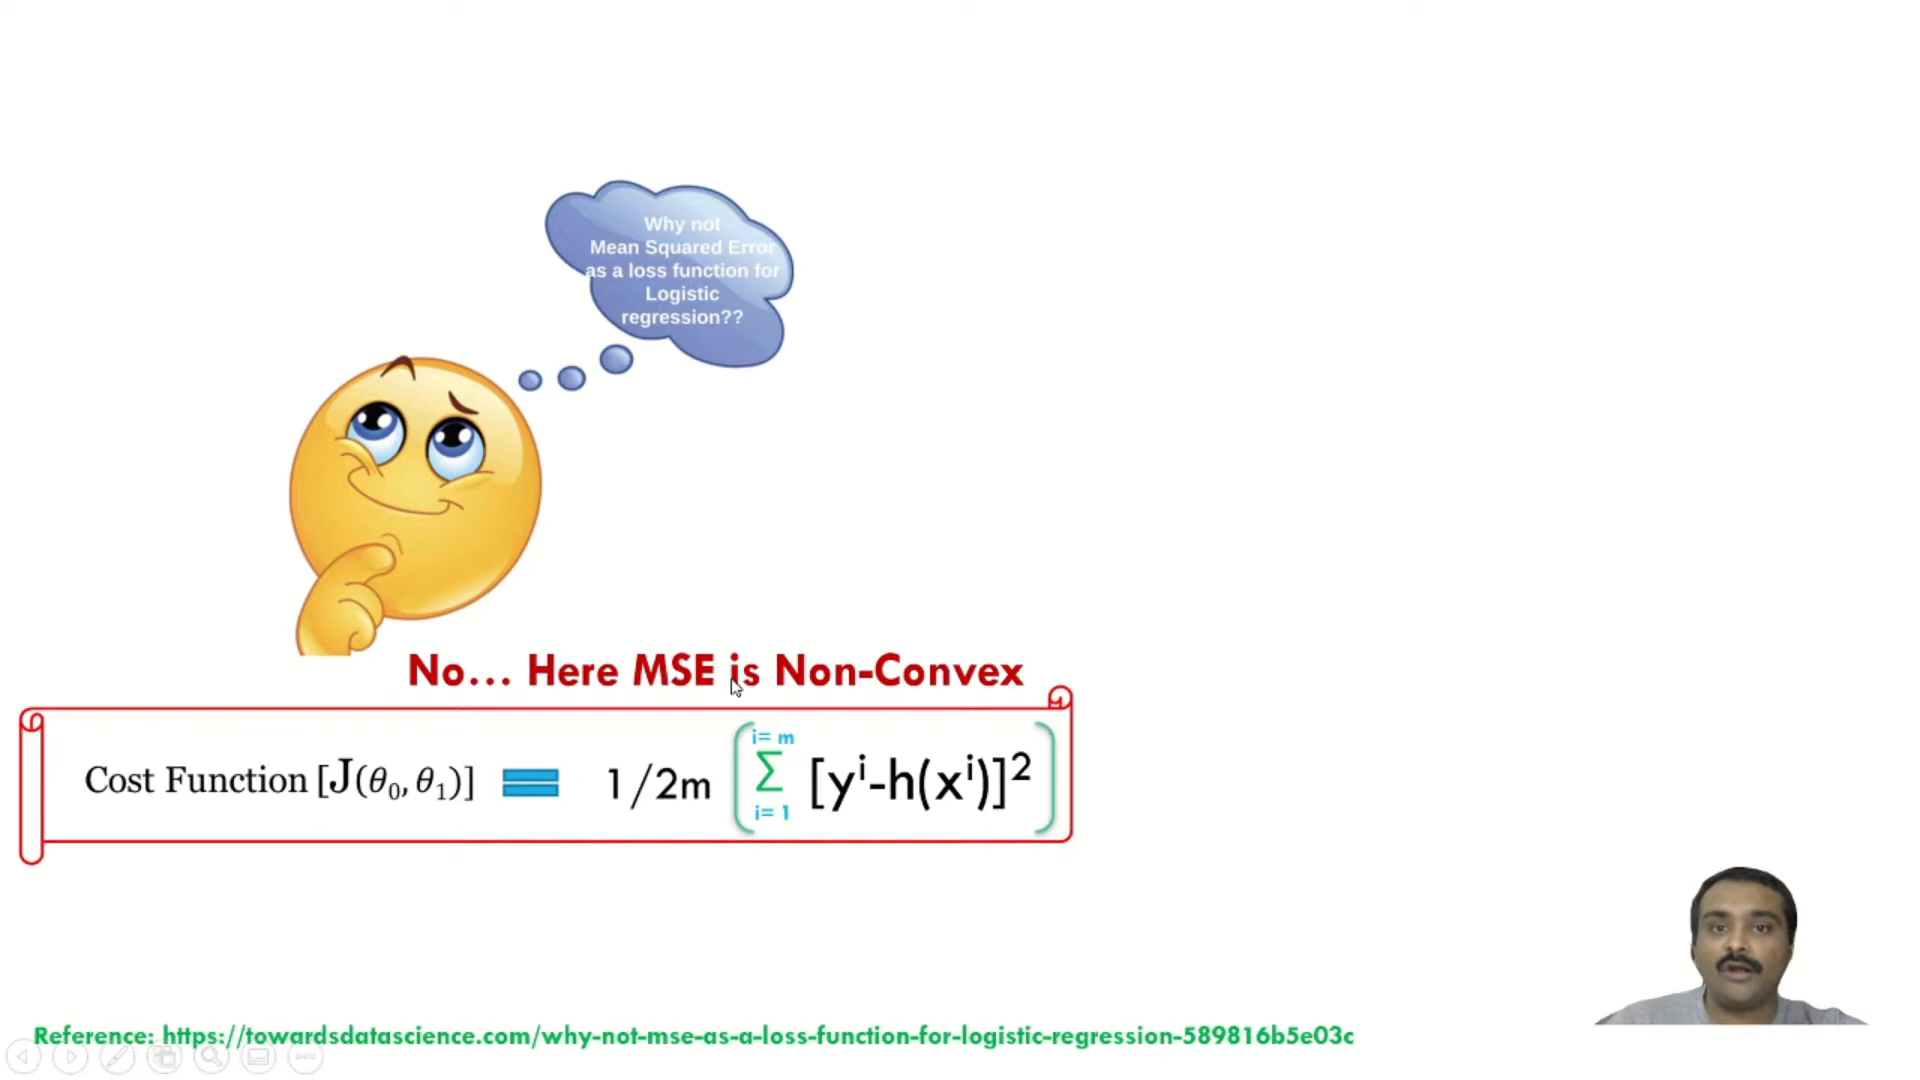 Why not
Mean Squared Error
as a loss function for
Logistic
regression??
No... Here MSE is Non-Convex
Cost Function [J(θ₀, θ₁)] = 1/2m ( Σ i=1 i=m [yⁱ-h(xⁱ)]² )
Reference: https://towardsdatascience.com/why-not-mse-as-a-loss-function-for-logistic-regression-589816b5e03c